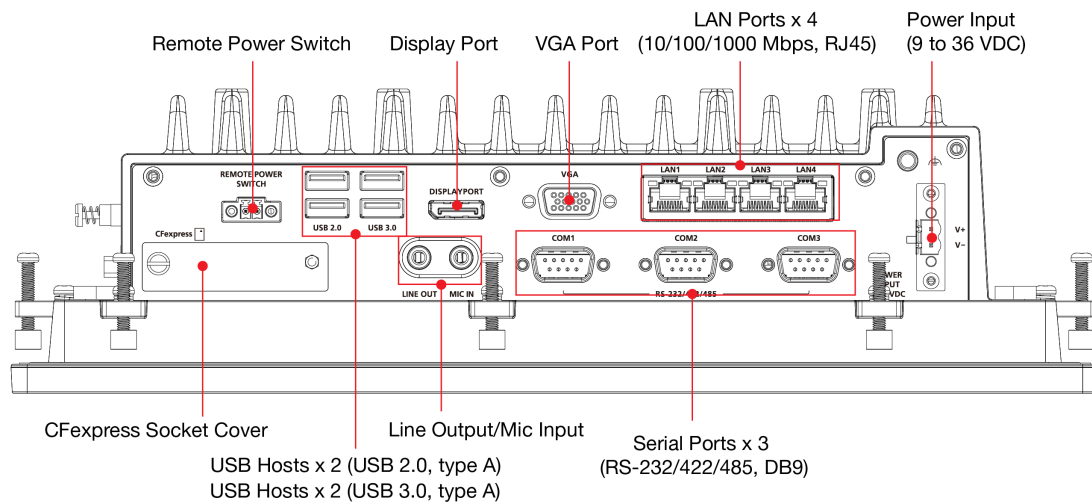 LAN Ports x 4
(10/100/1000 Mbps, RJ45)
Power Input
(9 to 36 VDC)
Remote Power Switch
Display Port
VGA Port
REMOTE POWER
SWITCH
DISPLAYPORT
VGA
LAN1
LAN2
LAN3
LAN4
USB 2.0
USB 3.0
CFexpress
COM1
COM2
COM3
V+
V−
LINE OUT
MIC IN
VDC
CFexpress Socket Cover
Line Output/Mic Input
USB Hosts x 2 (USB 2.0, type A)
USB Hosts x 2 (USB 3.0, type A)
Serial Ports x 3
(RS-232/422/485, DB9)